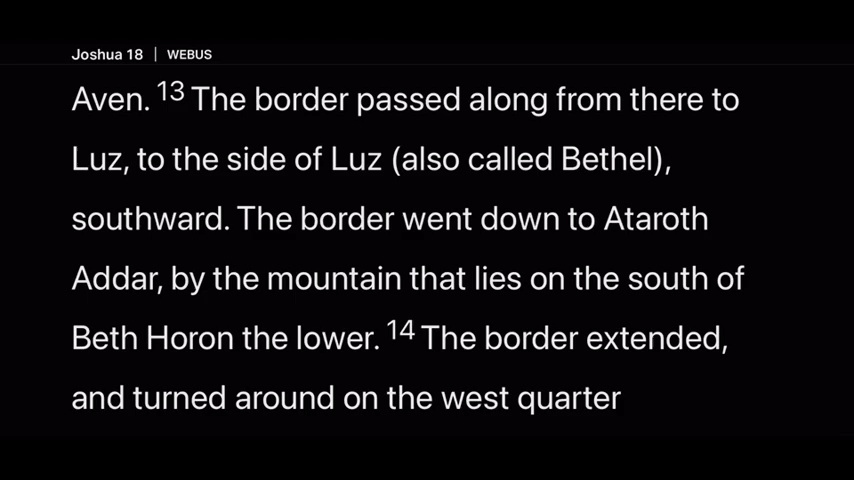 Joshua 18 | WEBUS
Aven. 13 The border passed along from there to
Luz, to the side of Luz (also called Bethel),
southward. The border went down to Ataroth
Addar, by the mountain that lies on the south of
Beth Horon the lower. 14 The border extended,
and turned around on the west quarter